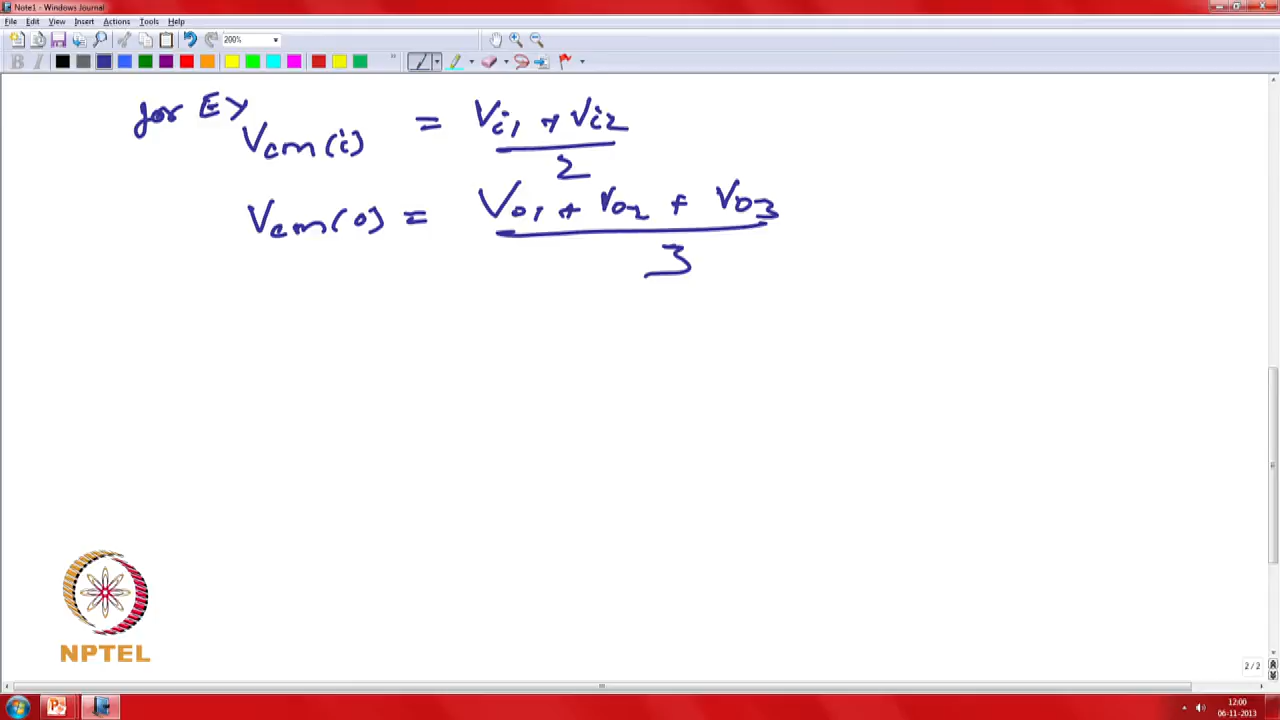 Note1 - Windows Journal
File Edit View Insert Actions Tools Help
200%
B I
for Ex
Vcm(i) = Vi1 + Vi2
2
Vcm(o) = Vo1 + Vo2 + Vo3
3
NPTEL
2 / 2
12:00
06-11-2013